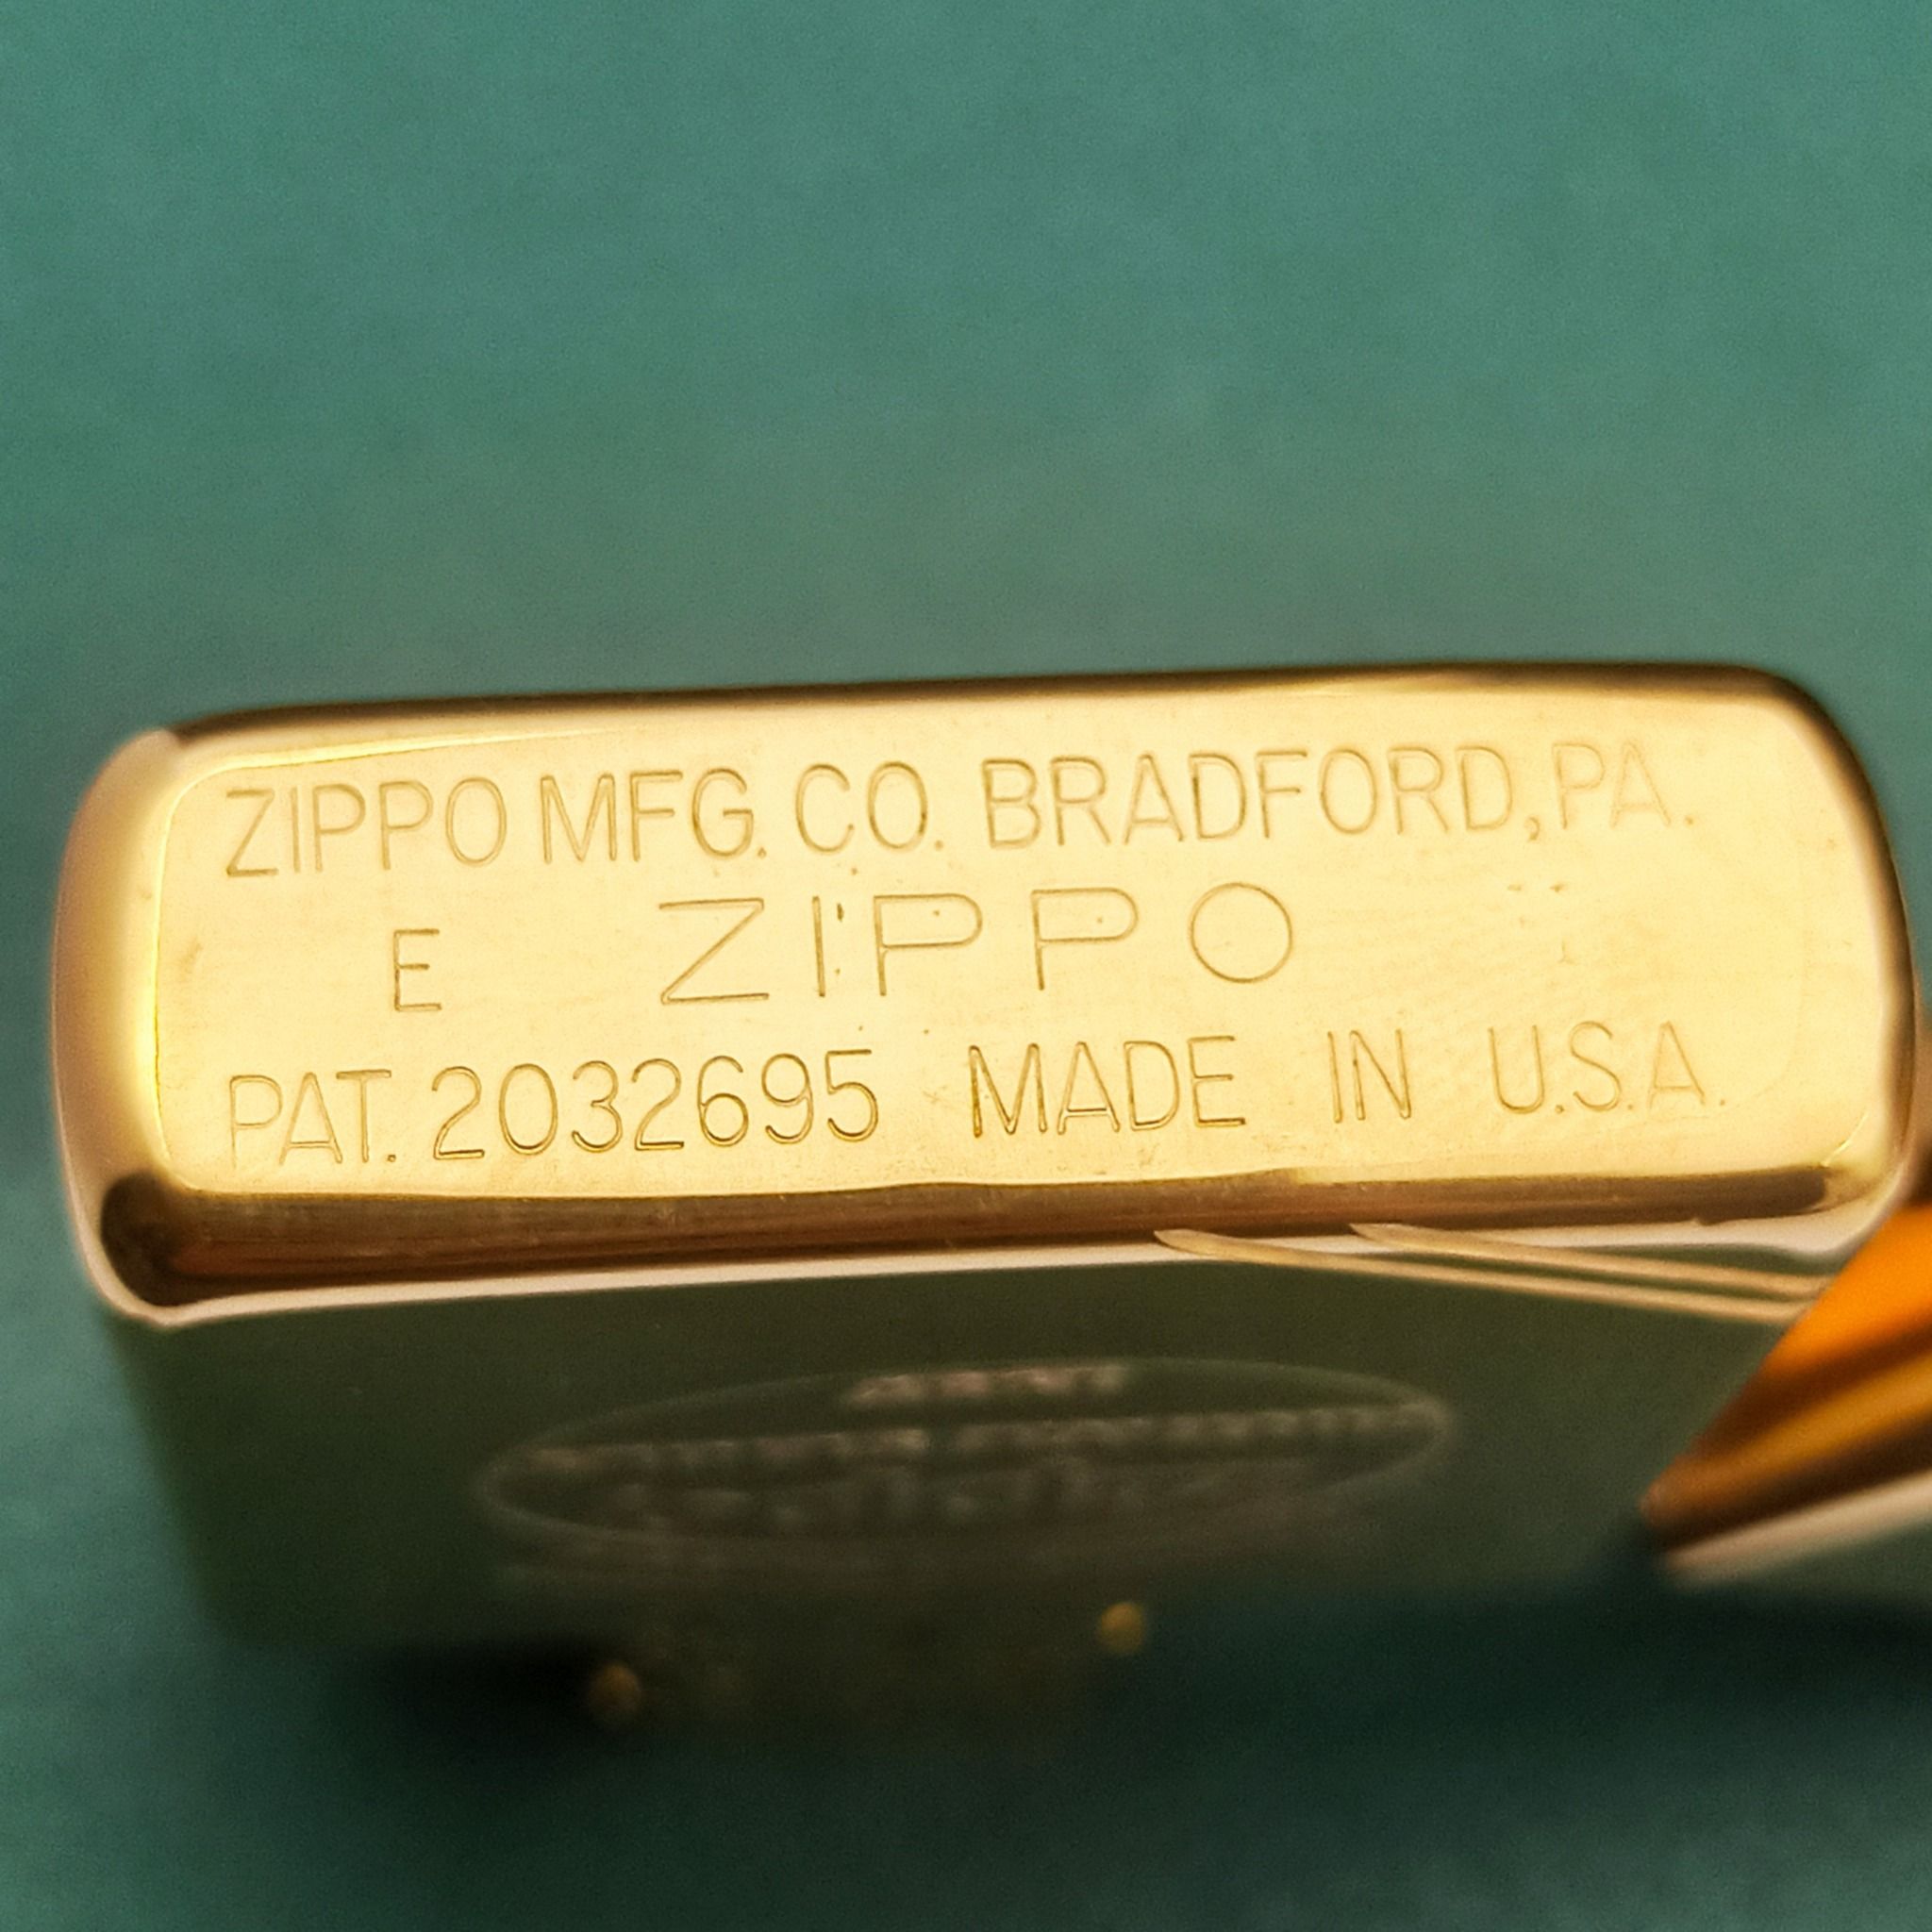 ZIPPO MFG. CO. BRADFORD, PA.
E ZIPPO
PAT. 2032695 MADE IN U.S.A.